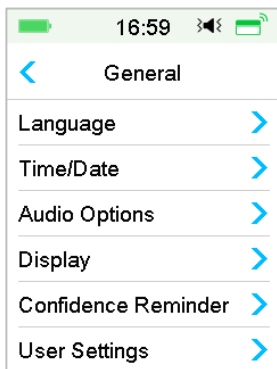 16:59
General
Language
Time/Date
Audio Options
Display
Confidence Reminder
User Settings